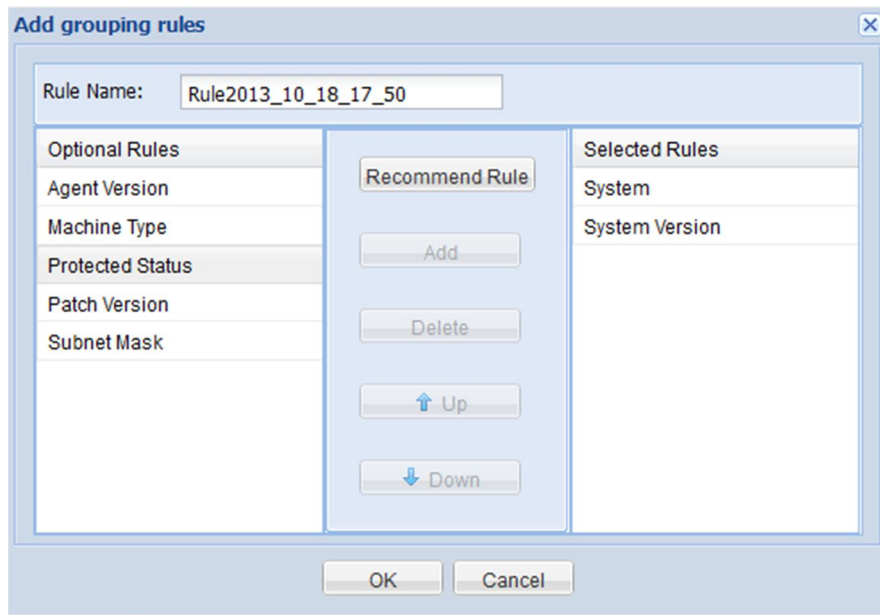 Add grouping rules
Rule Name: Rule2013_10_18_17_50
Optional Rules
Agent Version
Machine Type
Protected Status
Patch Version
Subnet Mask
Recommend Rule
Add
Delete
Up
Down
Selected Rules
System
System Version
OK Cancel